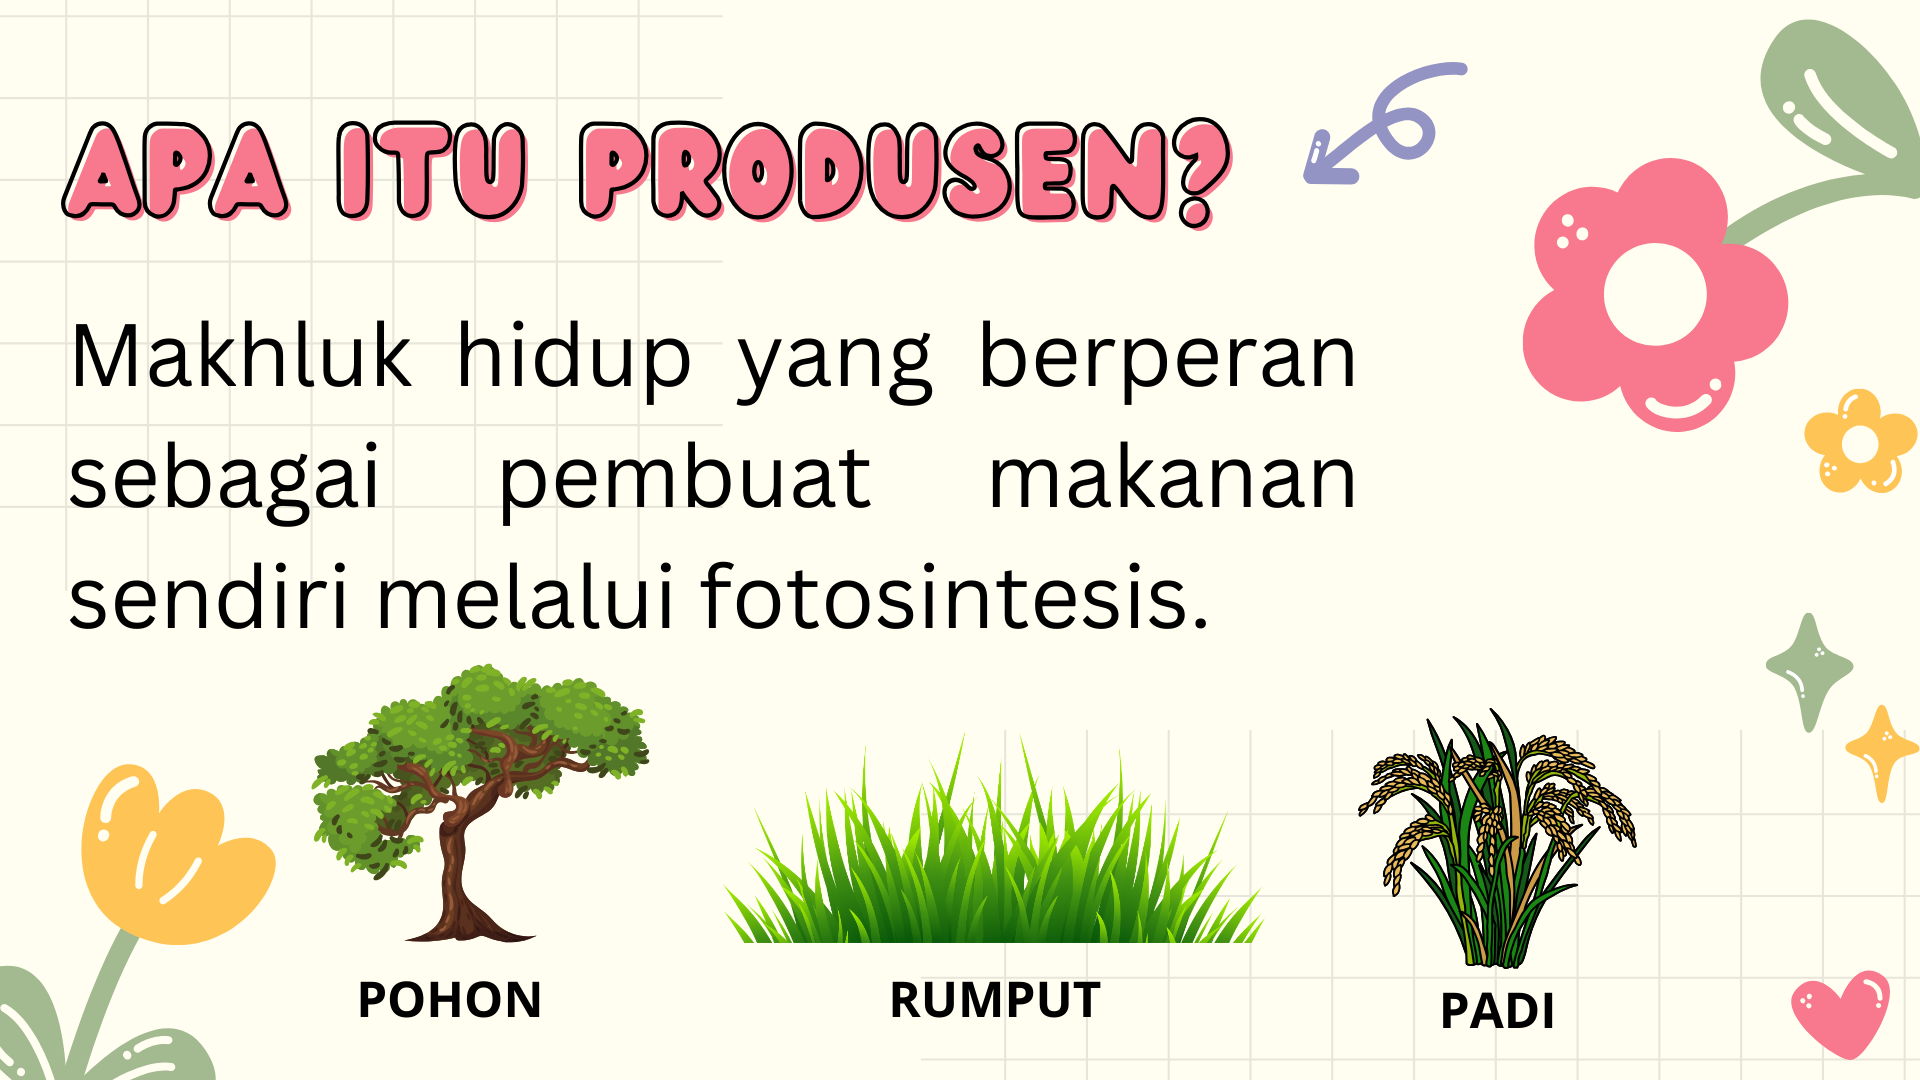 APA ITU PRODUSEN?
Makhluk hidup yang berperan
sebagai pembuat makanan
sendiri melalui fotosintesis.
POHON
RUMPUT
PADI